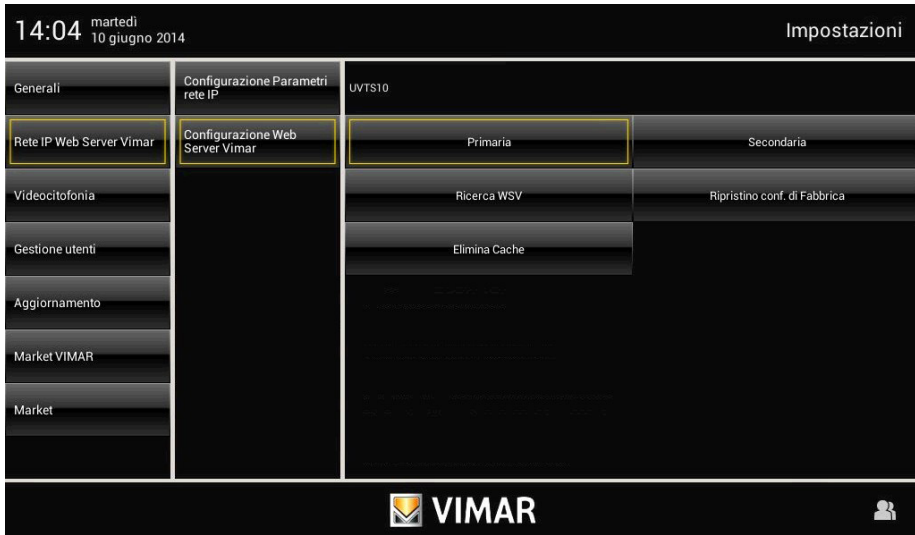 14:04 martedì
10 giugno 2014
Impostazioni
Generali
Rete IP Web Server Vimar
Videocitofonia
Gestione utenti
Aggiornamento
Market VIMAR
Market
Configurazione Parametri
rete IP
Configurazione Web
Server Vimar
UVTS10
Primaria
Secondaria
Ricerca WSV
Ripristino conf. di Fabbrica
Elimina Cache
VIMAR